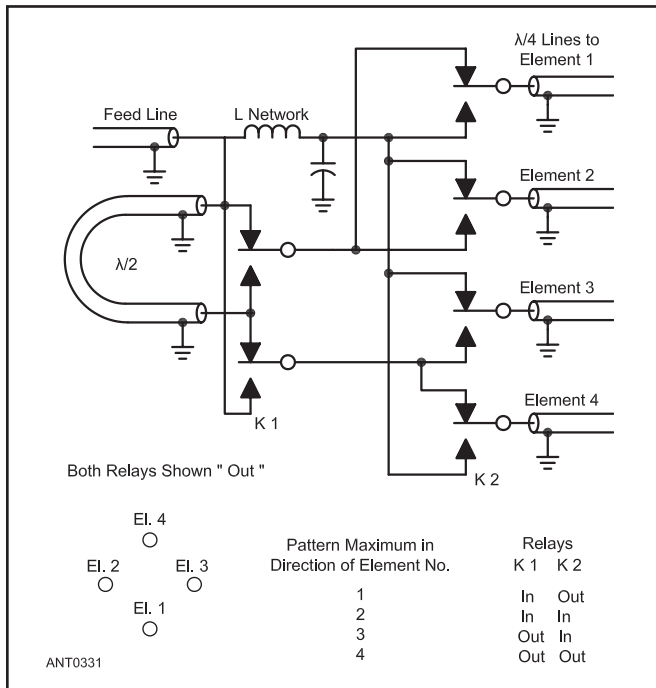 λ/4 Lines to
Element 1
Feed Line
L Network
Element 2
λ/2
Element 3
Element 4
K 1
K 2
Both Relays Shown " Out "
El. 4
El. 2
El. 3
El. 1
Pattern Maximum in
Direction of Element No.
Relays
K 1 K 2
1 In Out
2 In In
3 Out In
4 Out Out
ANT0331